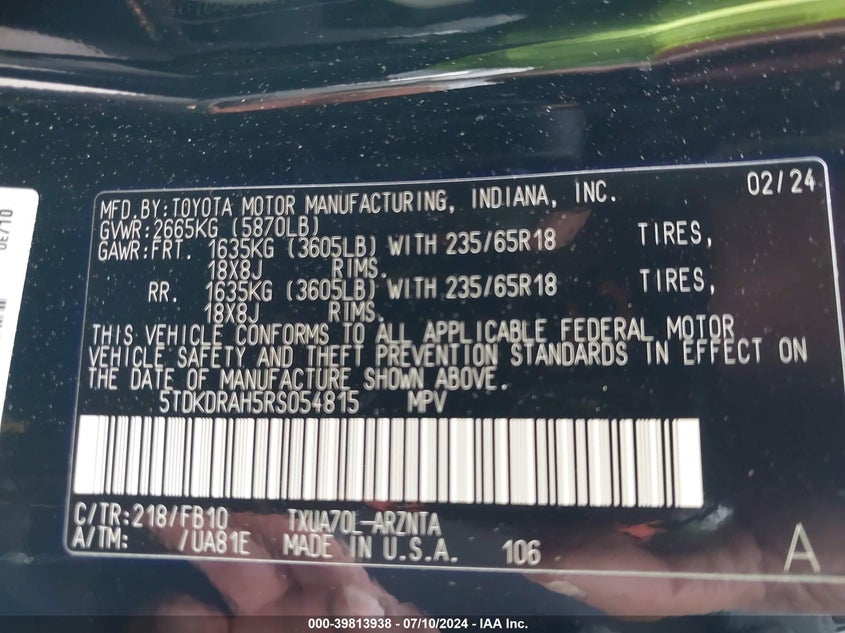 MFD.BY:TOYOTA MOTOR MANUFACTURING, INDIANA, INC. 02/24
GVWR:2665KG (5870LB)
GAWR:FRT. 1635KG (3605LB) WITH 235/65R18 TIRES,
18X8J RIMS.
RR. 1635KG (3605LB) WITH 235/65R18 TIRES,
18X8J RIMS.
THIS VEHICLE CONFORMS TO ALL APPLICABLE FEDERAL MOTOR
VEHICLE SAFETY AND THEFT PREVENTION STANDARDS IN EFFECT ON
THE DATE OF MANUFACTURE SHOWN ABOVE.
5TDKDRAH5RS054815 MPV
C/TR:218/FB10 TXUA70L-ARZNTA
A/TM: /UA81E MADE IN U.S.A. 106
A
000-39813938 - 07/10/2024 - IAA Inc.